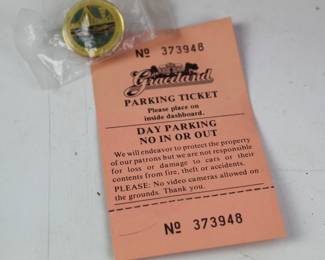 Nº 373948
Graceland
PARKING TICKET
Please place on
inside dashboard.
DAY PARKING
NO IN OR OUT
We will endeavor to protect the property
of our patrons but we are not responsible
for loss or damage to cars or their
contents from fire, theft or accidents.
PLEASE: No video cameras allowed on
the grounds. Thank you.
Nº 373948